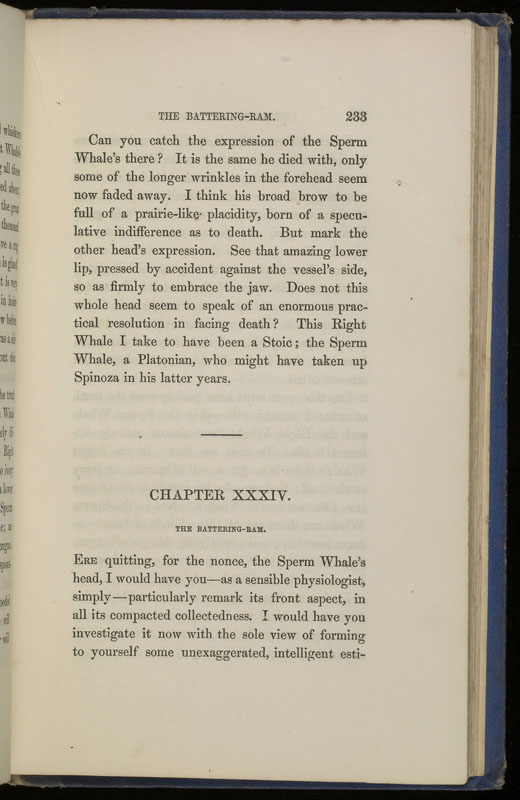 THE BATTERING-RAM. 233
Can you catch the expression of the Sperm
Whale's there? It is the same he died with, only
some of the longer wrinkles in the forehead seem
now faded away. I think his broad brow to be
full of a prairie-like placidity, born of a specu-
lative indifference as to death. But mark the
other head's expression. See that amazing lower
lip, pressed by accident against the vessel's side,
so as firmly to embrace the jaw. Does not this
whole head seem to speak of an enormous prac-
tical resolution in facing death? This Right
Whale I take to have been a Stoic; the Sperm
Whale, a Platonian, who might have taken up
Spinoza in his latter years.
CHAPTER XXXIV.
THE BATTERING-RAM.
ERE quitting, for the nonce, the Sperm Whale's
head, I would have you—as a sensible physiologist,
simply—particularly remark its front aspect, in
all its compacted collectedness. I would have you
investigate it now with the sole view of forming
to yourself some unexaggerated, intelligent esti-